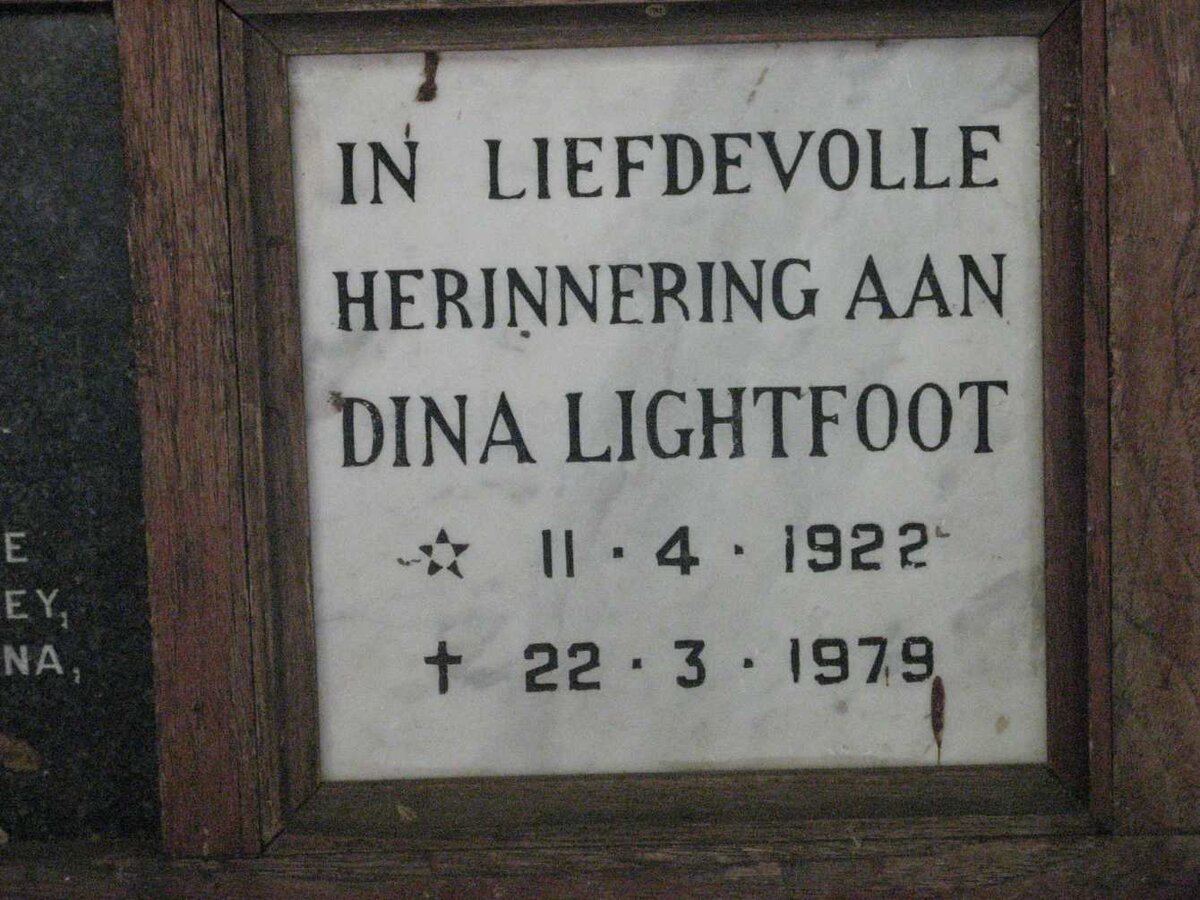 IN LIEFDEVOLLE
HERINNERING AAN
DINA LIGHTFOOT
☆ 11 · 4 · 1922
† 22 · 3 · 1979